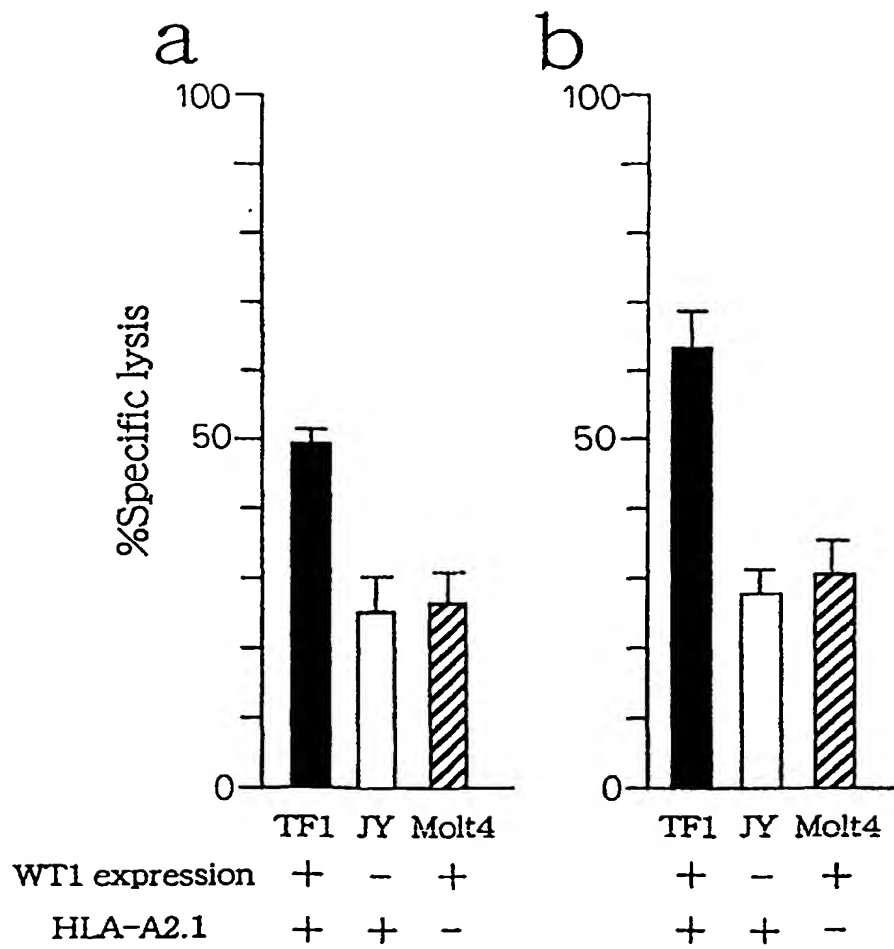 a
b
100
50
0
100
50
0
%Specific lysis
TF1 JY Molt4
TF1 JY Molt4
WT1 expression + - + + - +
HLA-A2.1 + + - + + -